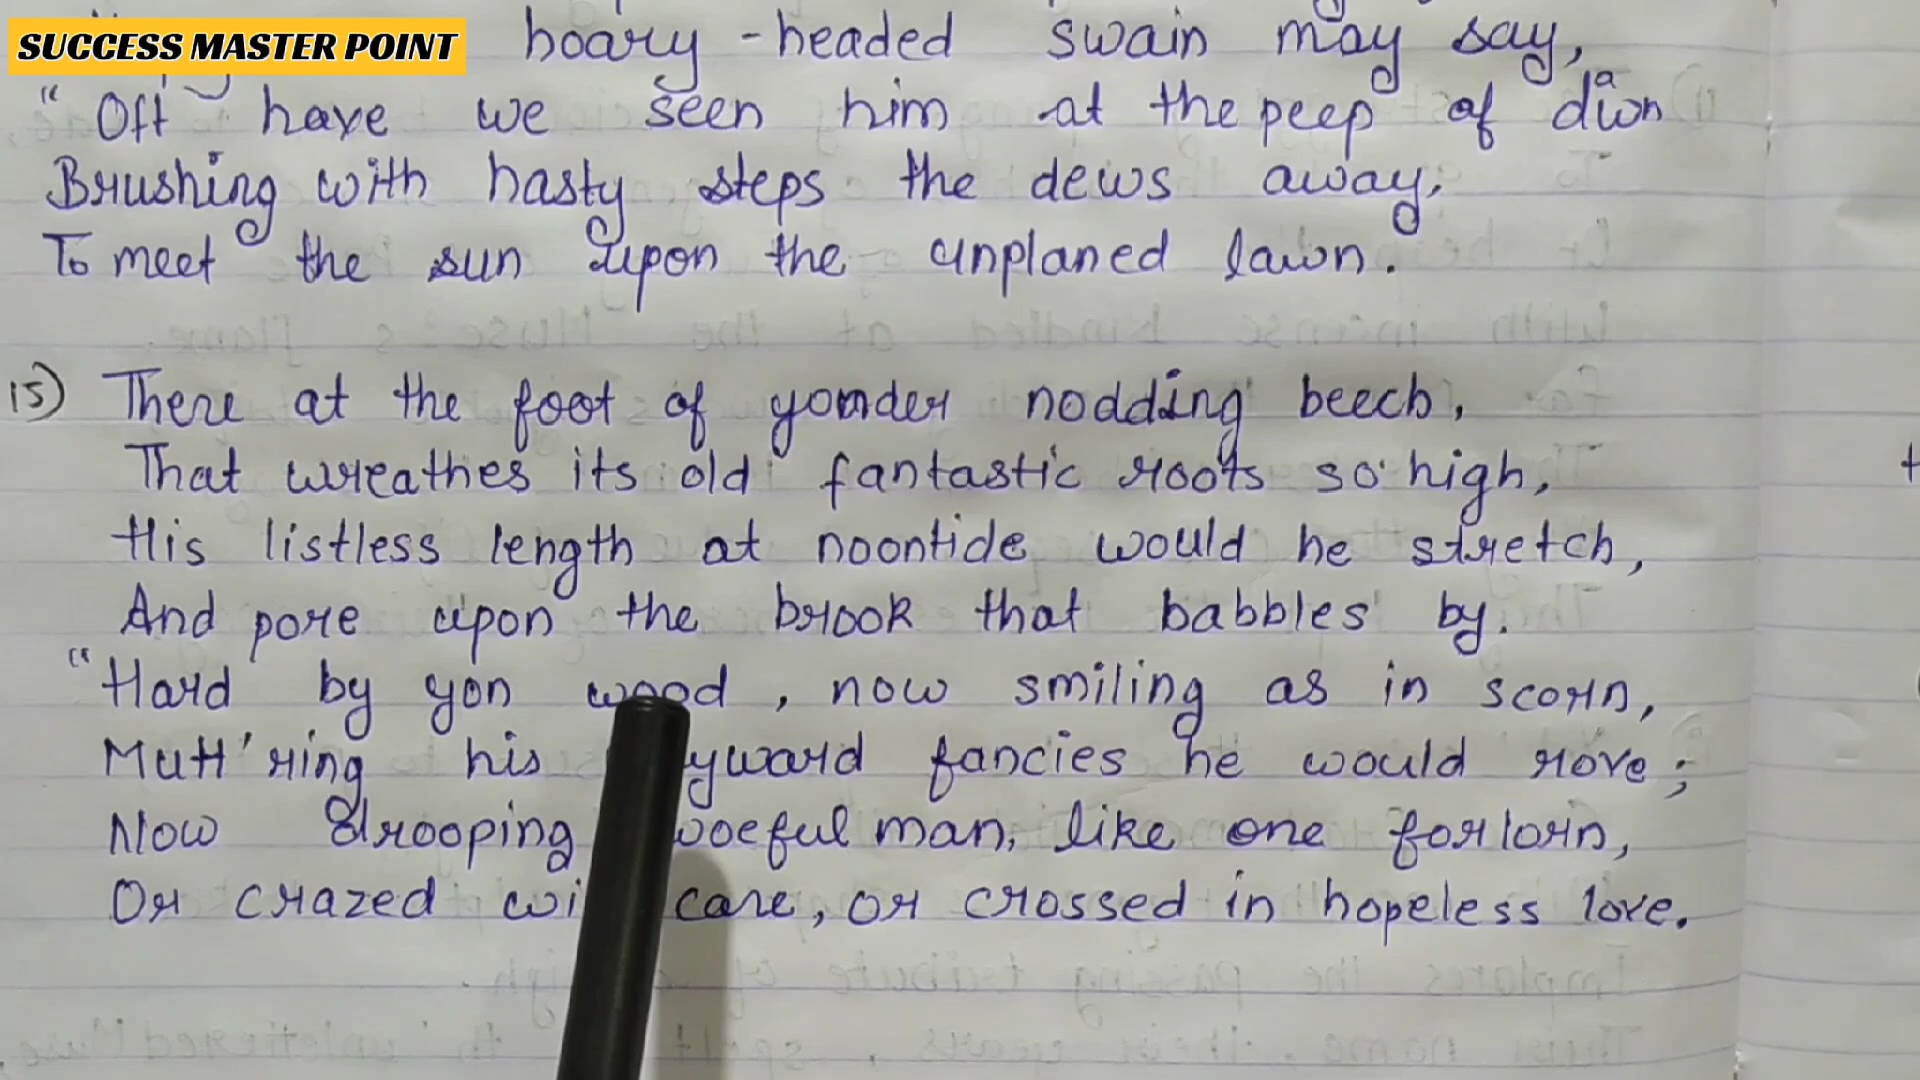 SUCCESS MASTER POINT
hoary-headed swain may say,
"Oft have we seen him at the peep of dawn
Brushing with hasty steps the dews away,
To meet the sun upon the unplaned lawn.
15) There at the foot of yonder nodding beech,
That wreathes its old fantastic roots so high,
His listless length at noontide would he stretch,
And pore upon the brook that babbles by.
"Hard by yon wood, now smiling as in scorn,
Mutt'ring his fancies he would rove;
Now drooping woeful man, like one forlorn,
Or crazed care, or crossed in hopeless love.